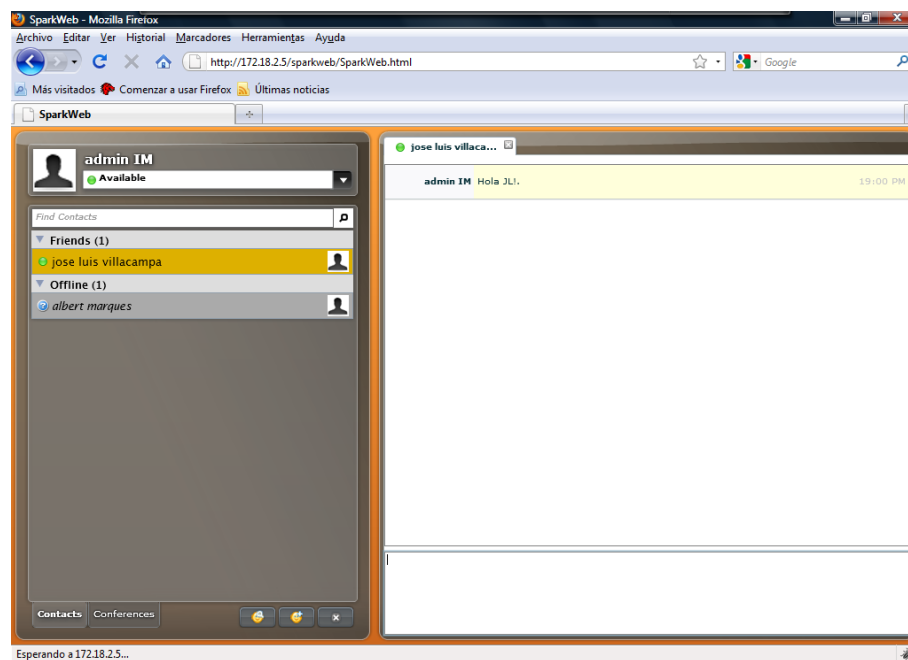 SparkWeb - Mozilla Firefox
Archivo Editar Ver Historial Marcadores Herramientas Ayuda
http://172.18.2.5/sparkweb/SparkWeb.html
Google
Más visitados Comenzar a usar Firefox Últimas noticias
SparkWeb
admin IM
Available
Find Contacts
Friends (1)
jose luis villacampa
Offline (1)
albert marques
Contacts Conferences
jose luis villaca...
admin IM Hola JL!. 19:00 PM
Esperando a 172.18.2.5...